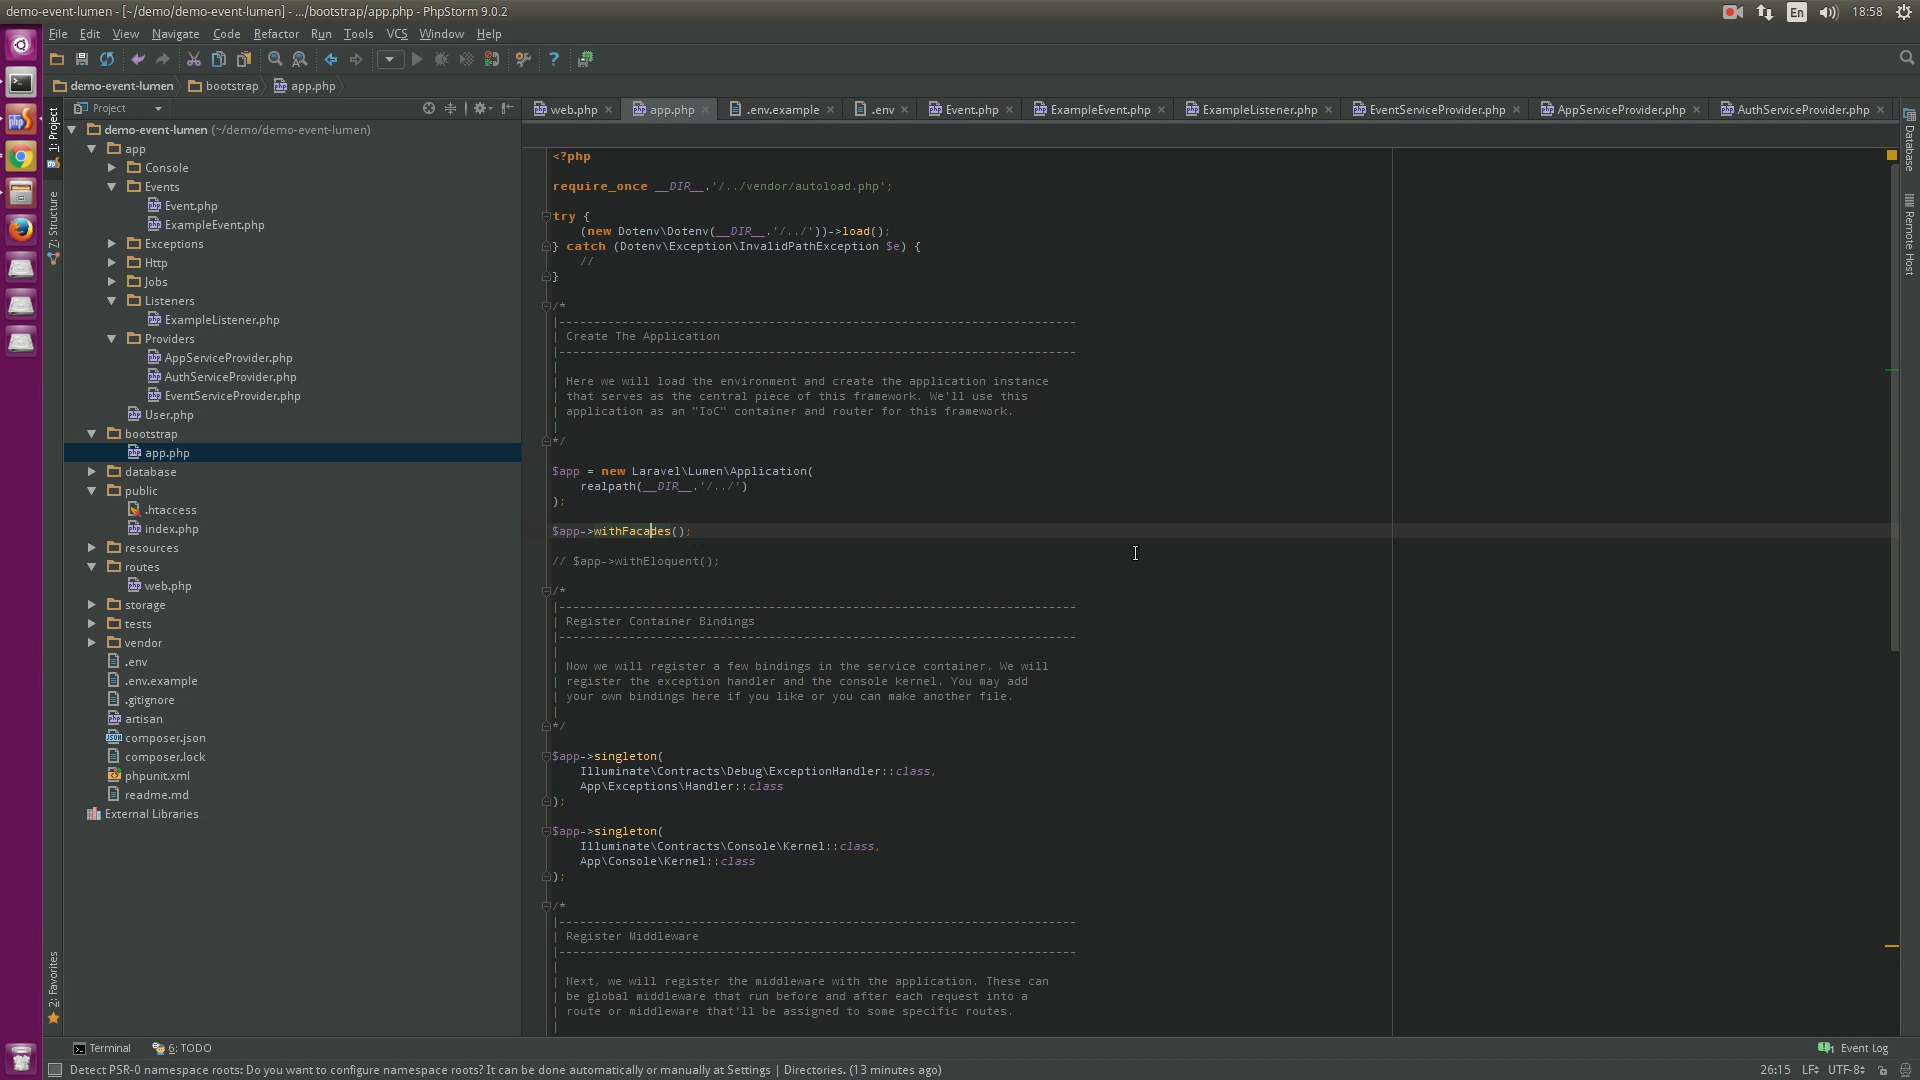 demo-event-lumen - [~/demo/demo-event-lumen] - .../bootstrap/app.php - PhpStorm 9.0.2
En
18:58
File Edit View Navigate Code Refactor Run Tools VCS Window Help
demo-event-lumen bootstrap app.php
Project
web.php app.php .env.example .env Event.php ExampleEvent.php ExampleListener.php EventServiceProvider.php AppServiceProvider.php AuthServiceProvider.php
1: Project
Z: Structure
2: Favorites
demo-event-lumen (~/demo/demo-event-lumen)
app
Console
Events
Event.php
ExampleEvent.php
Exceptions
Http
Jobs
Listeners
ExampleListener.php
Providers
AppServiceProvider.php
AuthServiceProvider.php
EventServiceProvider.php
User.php
bootstrap
app.php
database
public
.htaccess
index.php
resources
routes
web.php
storage
tests
vendor
.env
.env.example
.gitignore
artisan
composer.json
composer.lock
phpunit.xml
readme.md
External Libraries
<?php
require_once __DIR__.'/../vendor/autoload.php';
try {
(new Dotenv\Dotenv(__DIR__.'/../'))->load();
} catch (Dotenv\Exception\InvalidPathException $e) {
//
}
/*
|--------------------------------------------------------------------------
| Create The Application
|--------------------------------------------------------------------------
|
| Here we will load the environment and create the application instance
| that serves as the central piece of this framework. We'll use this
| application as an "IoC" container and router for this framework.
|
*/
$app = new Laravel\Lumen\Application(
realpath(__DIR__.'/../')
);
$app->withFacades();
// $app->withEloquent();
/*
|--------------------------------------------------------------------------
| Register Container Bindings
|--------------------------------------------------------------------------
|
| Now we will register a few bindings in the service container. We will
| register the exception handler and the console kernel. You may add
| your own bindings here if you like or you can make another file.
|
*/
$app->singleton(
Illuminate\Contracts\Debug\ExceptionHandler::class,
App\Exceptions\Handler::class
);
$app->singleton(
Illuminate\Contracts\Console\Kernel::class,
App\Console\Kernel::class
);
/*
|--------------------------------------------------------------------------
| Register Middleware
|--------------------------------------------------------------------------
|
| Next, we will register the middleware with the application. These can
| be global middleware that run before and after each request into a
| route or middleware that'll be assigned to some specific routes.
|
Database
Remote Host
Terminal 6: TODO
Event Log
Detect PSR-0 namespace roots: Do you want to configure namespace roots? It can be done automatically or manually at Settings | Directories. (13 minutes ago)
26:15 LF UTF-8